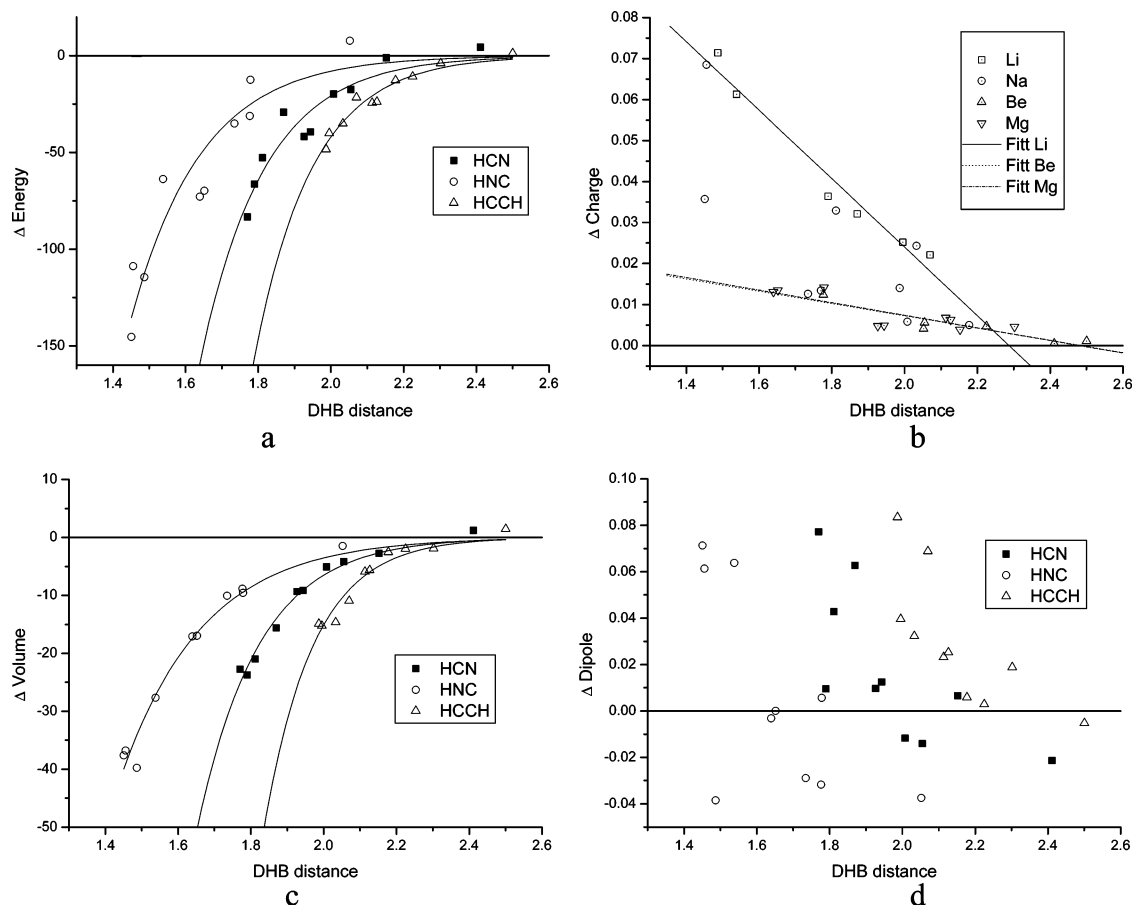 0
-50
-100
-150
1.4 1.6 1.8 2.0 2.2 2.4 2.6
Δ Energy
DHB distance
HCN
HNC
HCCH
a
0.08
0.07
0.06
0.05
0.04
0.03
0.02
0.01
0.00
1.4 1.6 1.8 2.0 2.2 2.4 2.6
Δ Charge
DHB distance
Li
Na
Be
Mg
Fitt Li
Fitt Be
Fitt Mg
b
10
0
-10
-20
-30
-40
-50
1.4 1.6 1.8 2.0 2.2 2.4 2.6
Δ Volume
DHB distance
HCN
HNC
HCCH
c
0.10
0.08
0.06
0.04
0.02
0.00
-0.02
-0.04
1.4 1.6 1.8 2.0 2.2 2.4 2.6
Δ Dipole
DHB distance
HCN
HNC
HCCH
d